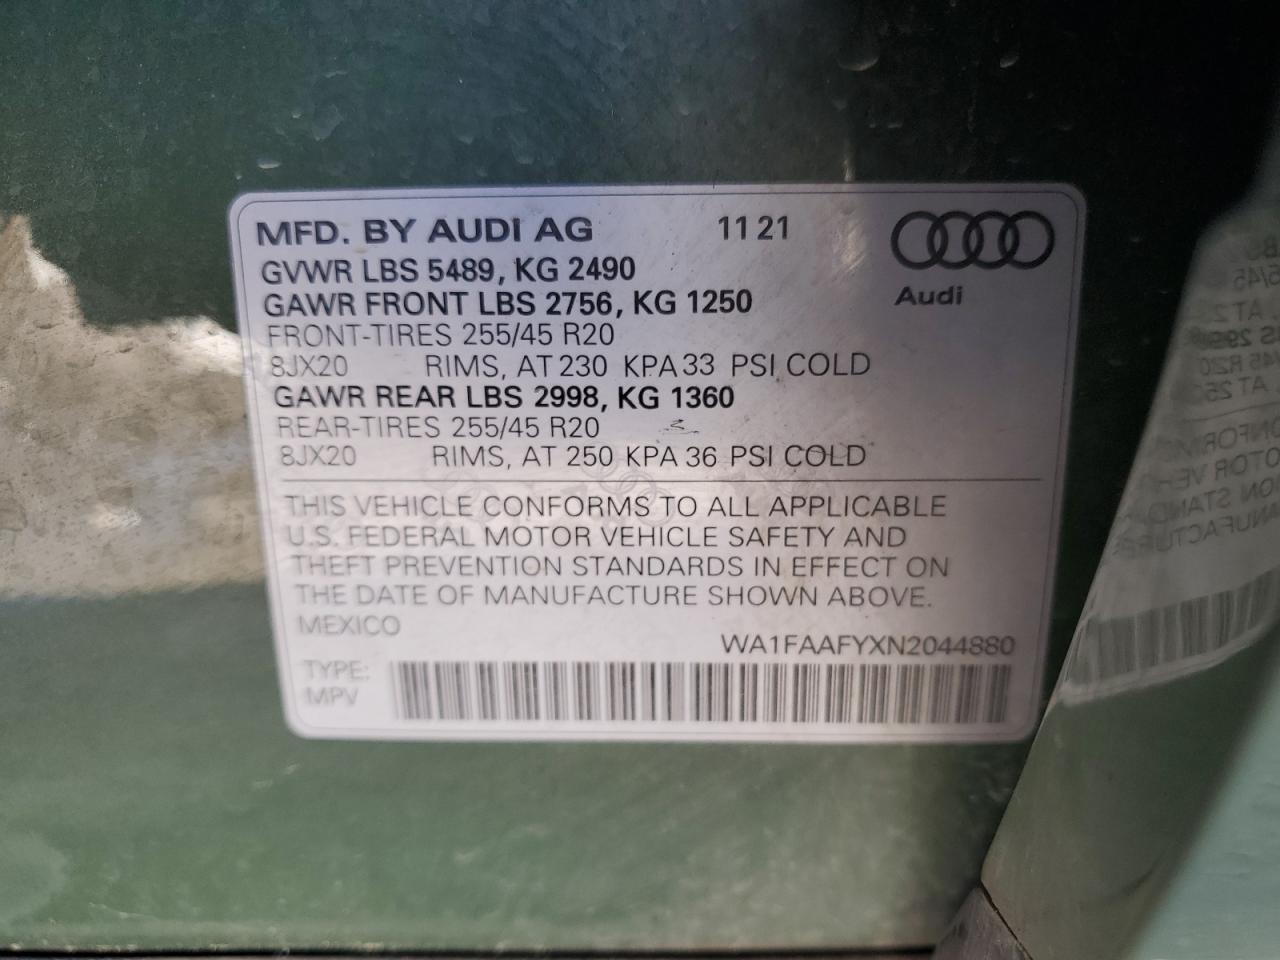 MFD. BY AUDI AG 11 21
Audi
GVWR LBS 5489, KG 2490
GAWR FRONT LBS 2756, KG 1250
FRONT-TIRES 255/45 R20
8JX20 RIMS, AT 230 KPA 33 PSI COLD
GAWR REAR LBS 2998, KG 1360
REAR-TIRES 255/45 R20
8JX20 RIMS, AT 250 KPA 36 PSI COLD
THIS VEHICLE CONFORMS TO ALL APPLICABLE
U.S. FEDERAL MOTOR VEHICLE SAFETY AND
THEFT PREVENTION STANDARDS IN EFFECT ON
THE DATE OF MANUFACTURE SHOWN ABOVE.
MEXICO
WA1FAAFYXN2044880
TYPE:
MPV